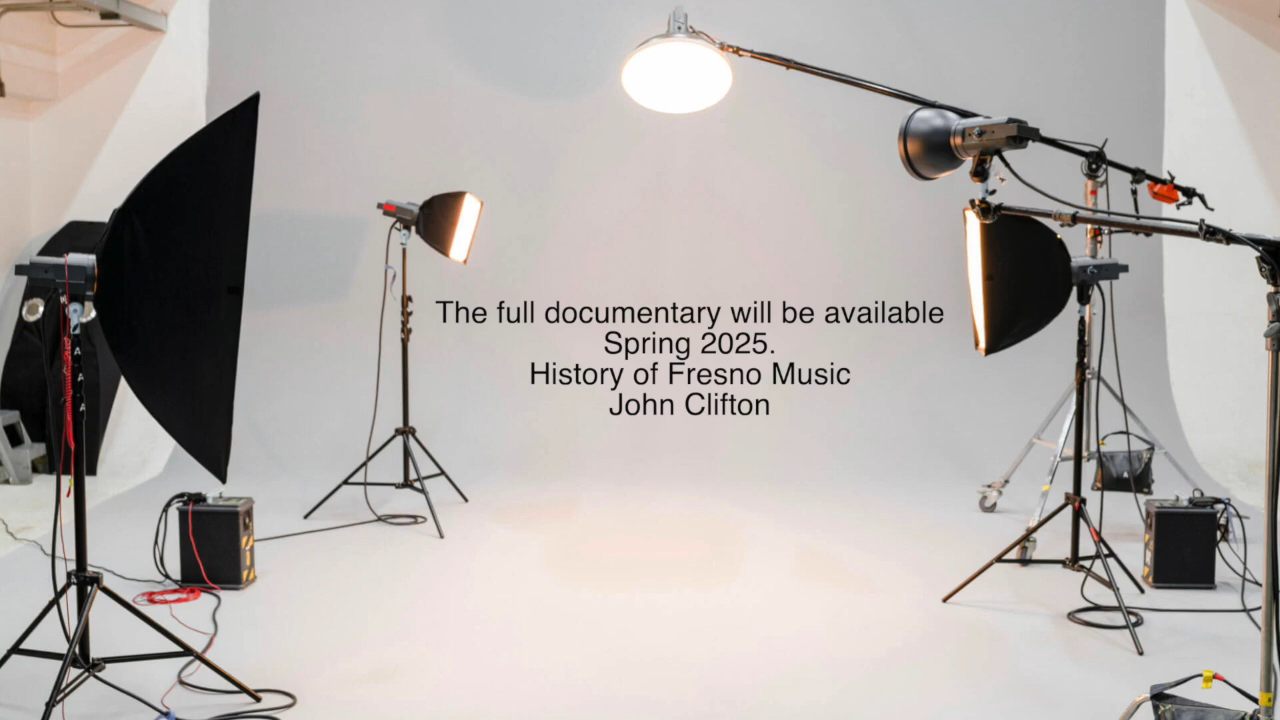 The full documentary will be available
Spring 2025.
History of Fresno Music
John Clifton